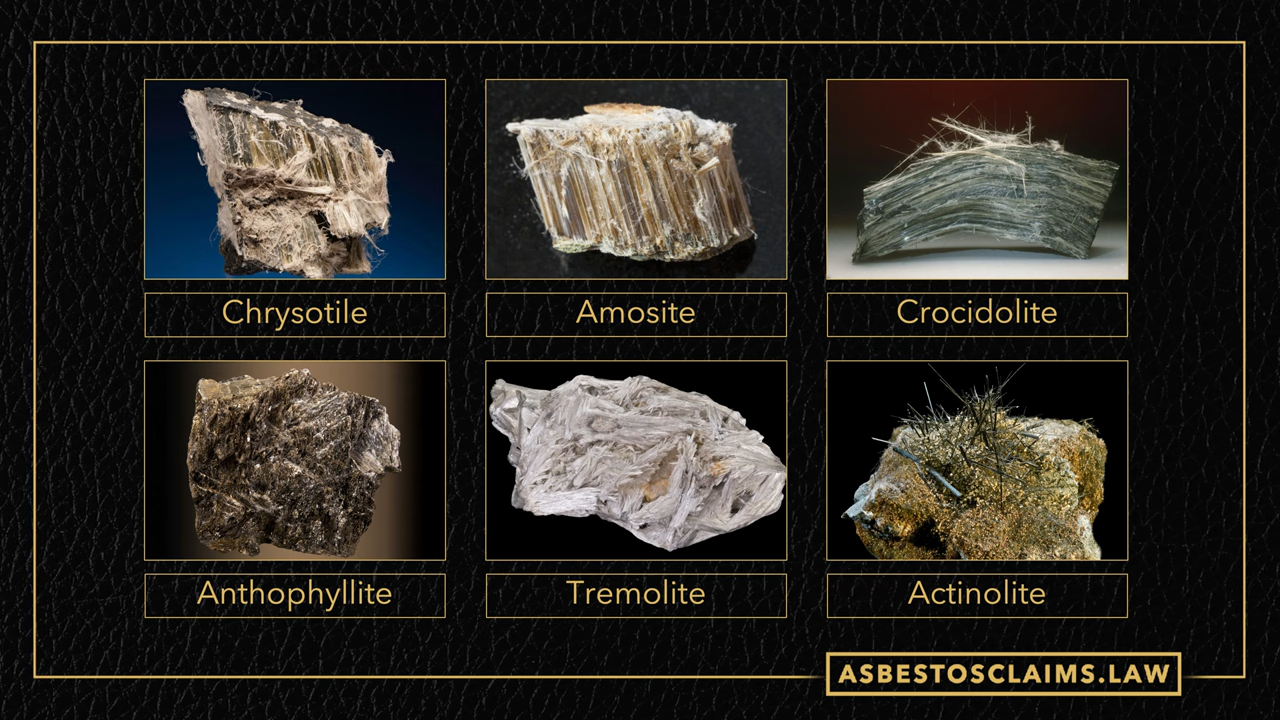 Chrysotile
Amosite
Crocidolite
Anthophyllite
Tremolite
Actinolite
ASBESTOSCLAIMS.LAW